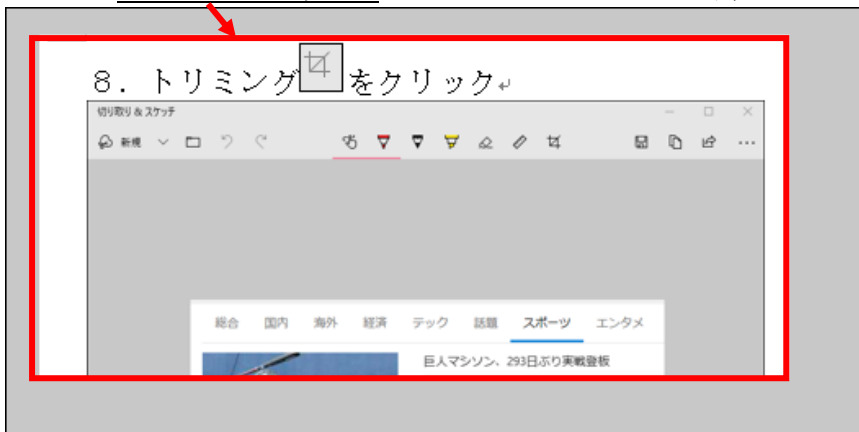 8. トリミング をクリック↵
切り取り & スケッチ
新規
総合 国内 海外 経済 テック 話題 スポーツ エンタメ
巨人マシソン、293日ぶり実戦登板